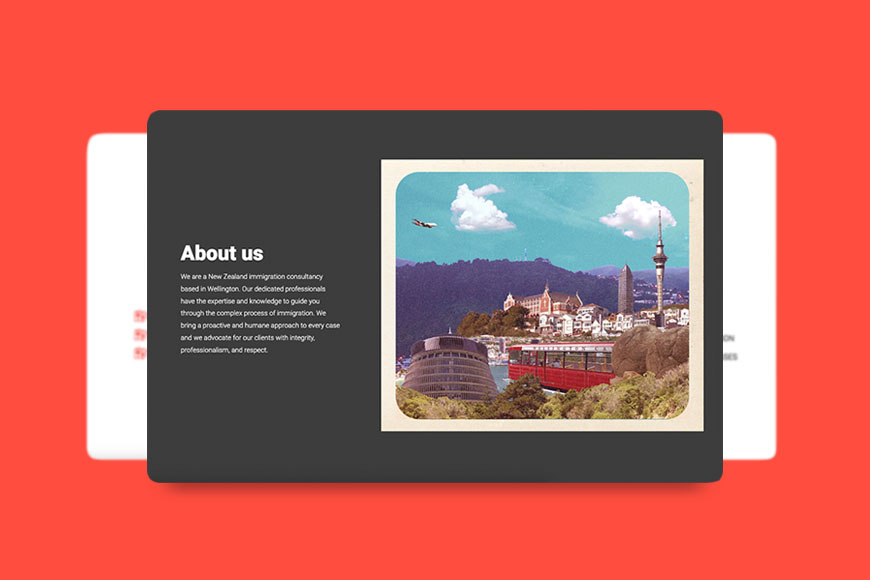 About us
We are a New Zealand immigration consultancy
based in Wellington. Our dedicated professionals
have the expertise and knowledge to guide you
through the complex process of immigration. We
bring a proactive and humane approach to every case
and we advocate for our clients with integrity,
professionalism, and respect.